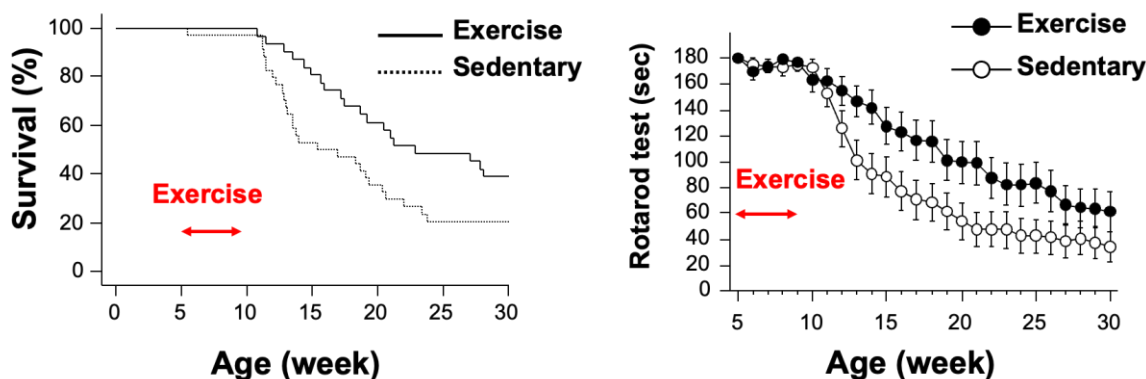 Survival (%)
100
80
60
40
20
0
Exercise
Sedentary
Exercise
0 5 10 15 20 25 30
Age (week)
Rotarod test (sec)
180
160
140
120
100
80
60
40
20
0
Exercise
Sedentary
Exercise
5 10 15 20 25 30
Age (week)